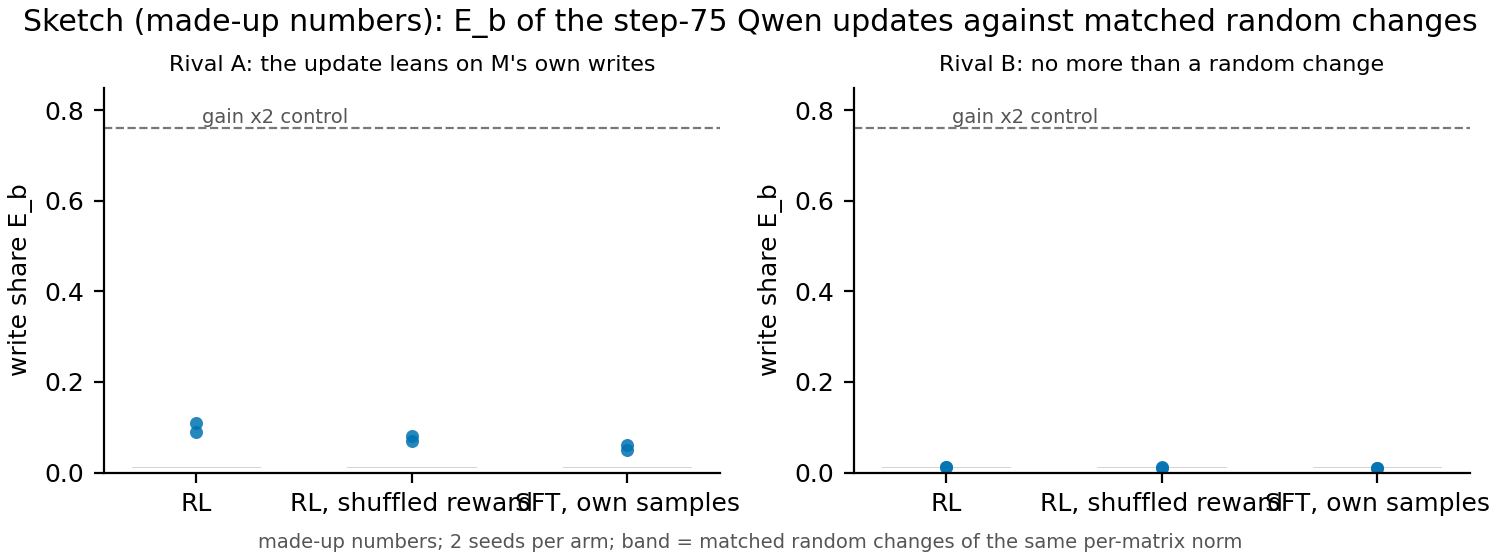 Sketch (made-up numbers): E_b of the step-75 Qwen updates against matched random changes
Rival A: the update leans on M's own writes
write share E_b
0.8
0.6
0.4
0.2
0.0
gain x2 control
RL
RL, shuffled reward
SFT, own samples
Rival B: no more than a random change
write share E_b
0.8
0.6
0.4
0.2
0.0
gain x2 control
RL
RL, shuffled reward
SFT, own samples
made-up numbers; 2 seeds per arm; band = matched random changes of the same per-matrix norm